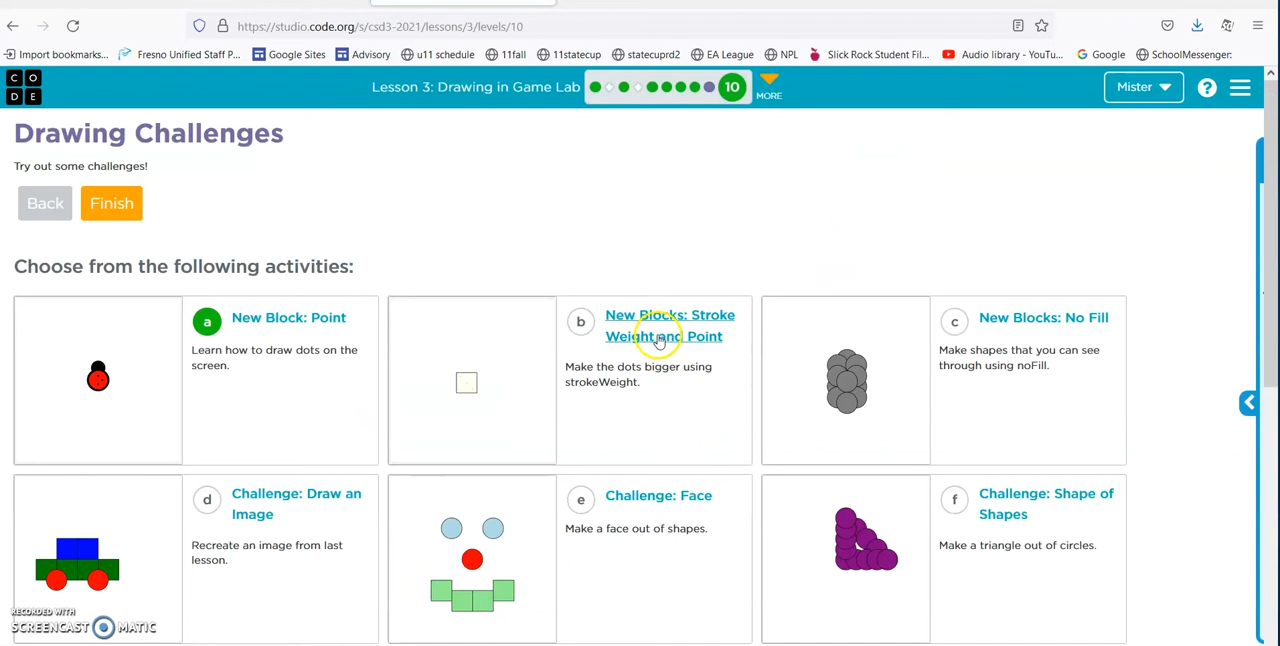 https://studio.code.org/s/csd3-2021/lessons/3/levels/10
Import bookmarks... Fresno Unified Staff P... Google Sites Advisory u11 schedule 11fall 11statecup statecuprd2 EA League NPL Slick Rock Student Fil... Audio library - YouTu... Google SchoolMessenger:
C O
D E
Lesson 3: Drawing in Game Lab 10 MORE Mister ?
Drawing Challenges
Try out some challenges!
Back Finish
Choose from the following activities:
a New Block: Point
Learn how to draw dots on the
screen.
b New Blocks: Stroke
Weight and Point
Make the dots bigger using
strokeWeight.
c New Blocks: No Fill
Make shapes that you can see
through using noFill.
d Challenge: Draw an
Image
Recreate an image from last
lesson.
e Challenge: Face
Make a face out of shapes.
f Challenge: Shape of
Shapes
Make a triangle out of circles.
RECORDED WITH
SCREENCAST MATIC